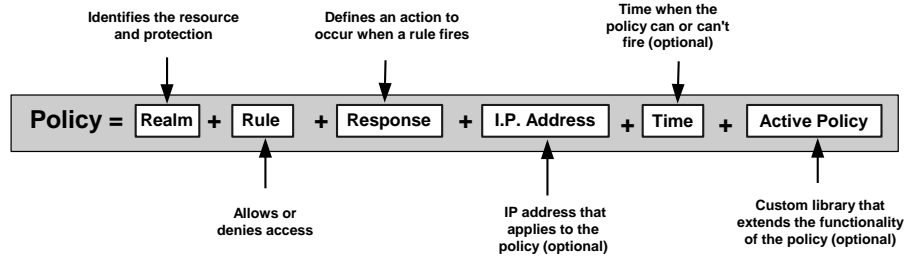 Identifies the resource
and protection
Defines an action to
occur when a rule fires
Time when the
policy can or can't
fire (optional)
Policy = Realm + Rule + Response + I.P. Address + Time + Active Policy
Allows or
denies access
IP address that
applies to the
policy (optional)
Custom library that
extends the functionality
of the policy (optional)